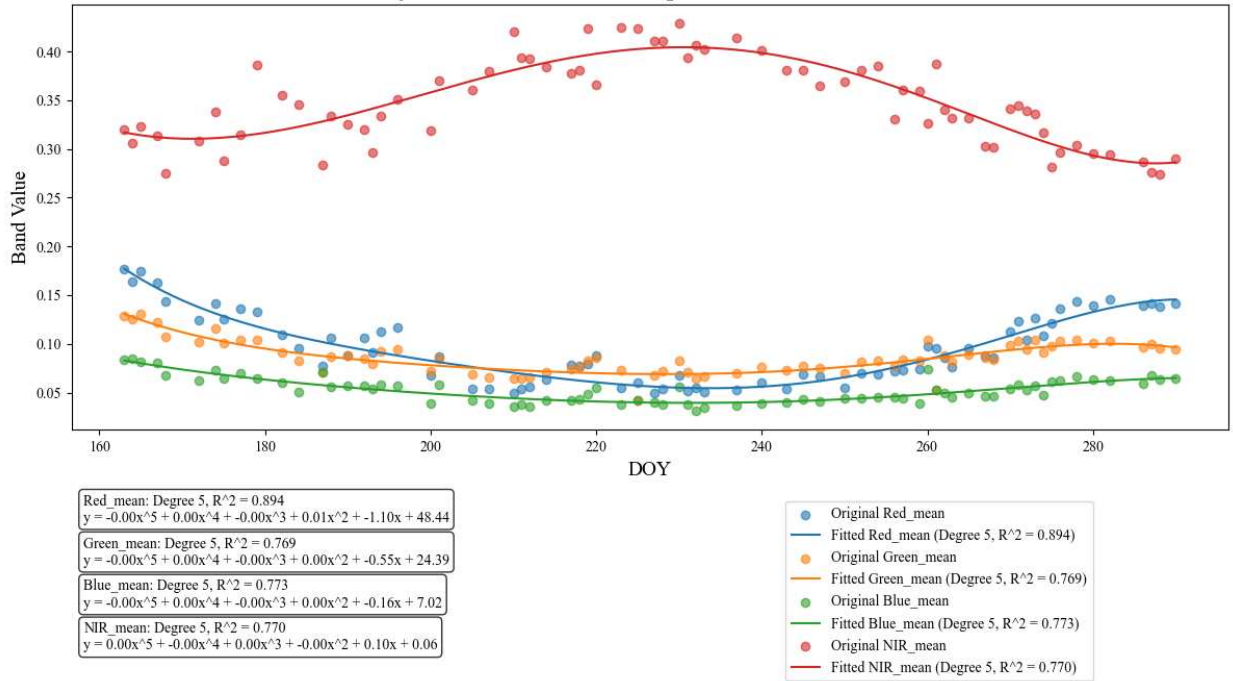 0.40
0.35
0.30
0.25
0.20
0.15
0.10
0.05
Band Value
160
180
200
220
240
260
280
DOY
Red_mean: Degree 5, R^2 = 0.894
y = -0.00x^5 + 0.00x^4 + -0.00x^3 + 0.01x^2 + -1.10x + 48.44
Green_mean: Degree 5, R^2 = 0.769
y = -0.00x^5 + 0.00x^4 + -0.00x^3 + 0.00x^2 + -0.55x + 24.39
Blue_mean: Degree 5, R^2 = 0.773
y = -0.00x^5 + 0.00x^4 + -0.00x^3 + 0.00x^2 + -0.16x + 7.02
NIR_mean: Degree 5, R^2 = 0.770
y = 0.00x^5 + -0.00x^4 + 0.00x^3 + -0.00x^2 + 0.10x + 0.06
Original Red_mean
Fitted Red_mean (Degree 5, R^2 = 0.894)
Original Green_mean
Fitted Green_mean (Degree 5, R^2 = 0.769)
Original Blue_mean
Fitted Blue_mean (Degree 5, R^2 = 0.773)
Original NIR_mean
Fitted NIR_mean (Degree 5, R^2 = 0.770)